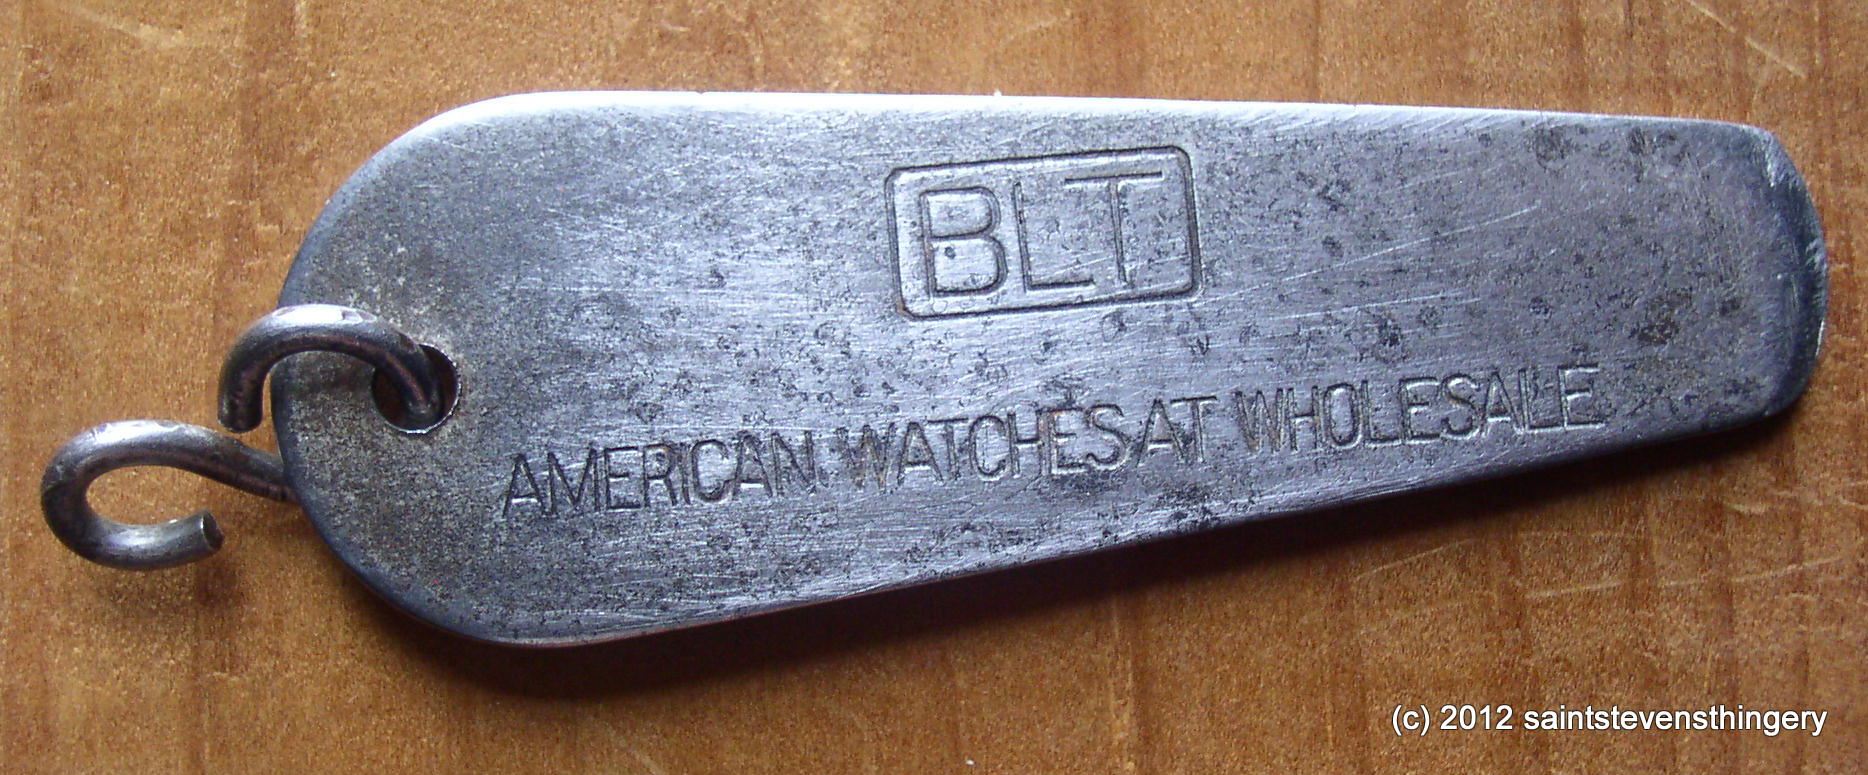 BLT
AMERICAN WATCHES AT WHOLESALE
(c) 2012 saintstevensthingery